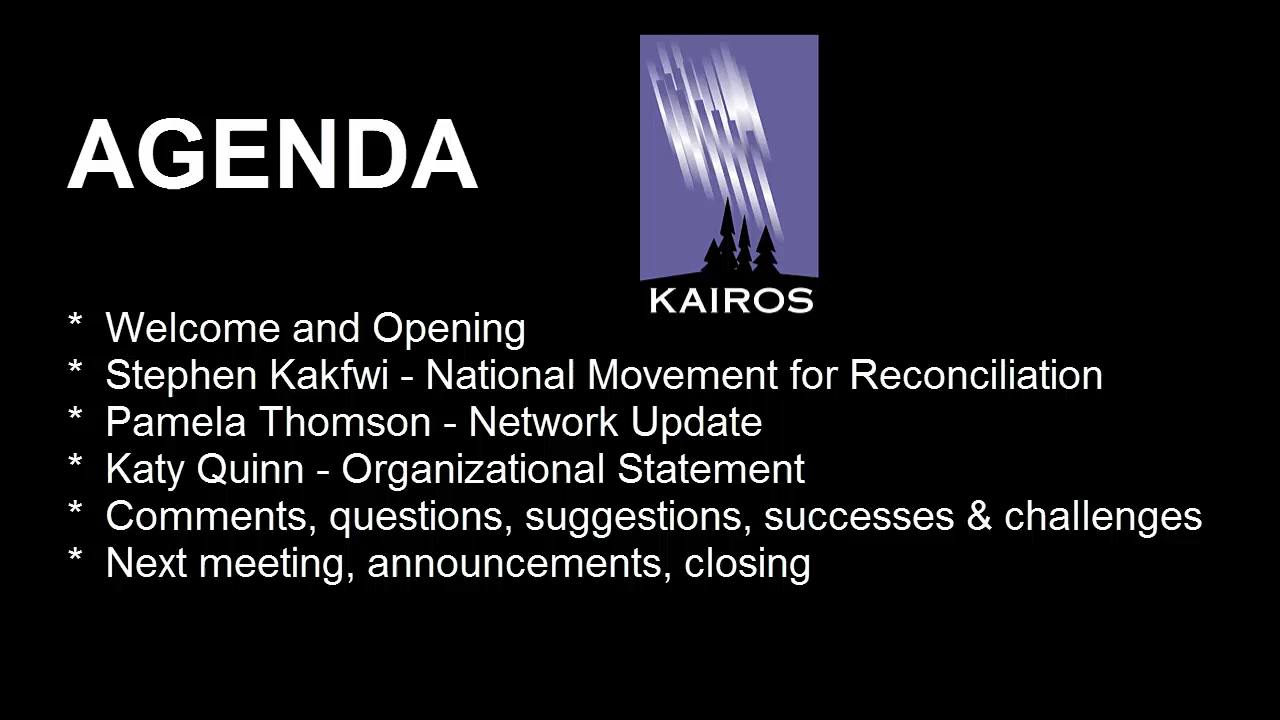 AGENDA
KAIROS
* Welcome and Opening
* Stephen Kakfwi - National Movement for Reconciliation
* Pamela Thomson - Network Update
* Katy Quinn - Organizational Statement
* Comments, questions, suggestions, successes & challenges
* Next meeting, announcements, closing